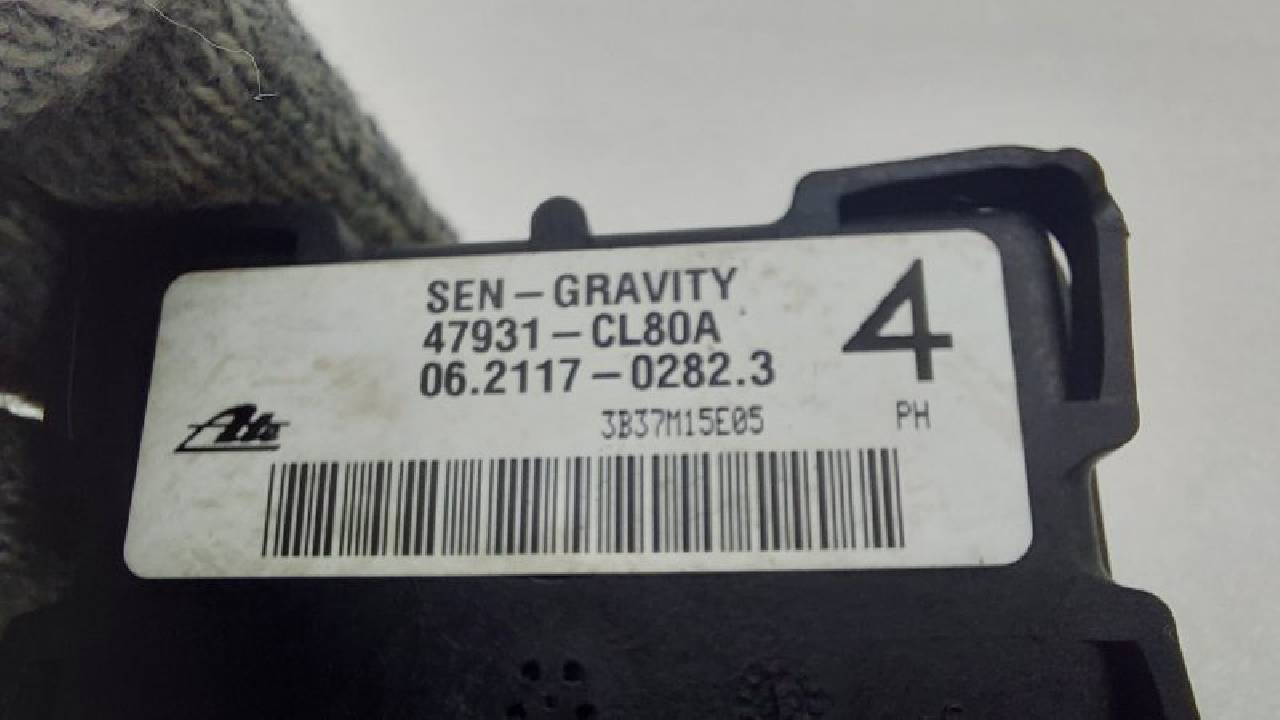 SEN-GRAVITY
47931-CL80A
06.2117-0282.3
4
Ate
3B37M15E05
PH